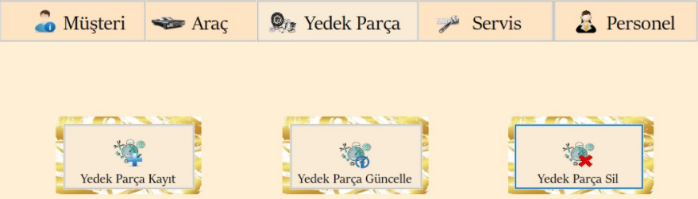 Müşteri
Araç
Yedek Parça
Servis
Personel
Yedek Parça Kayıt
Yedek Parça Güncelle
Yedek Parça Sil